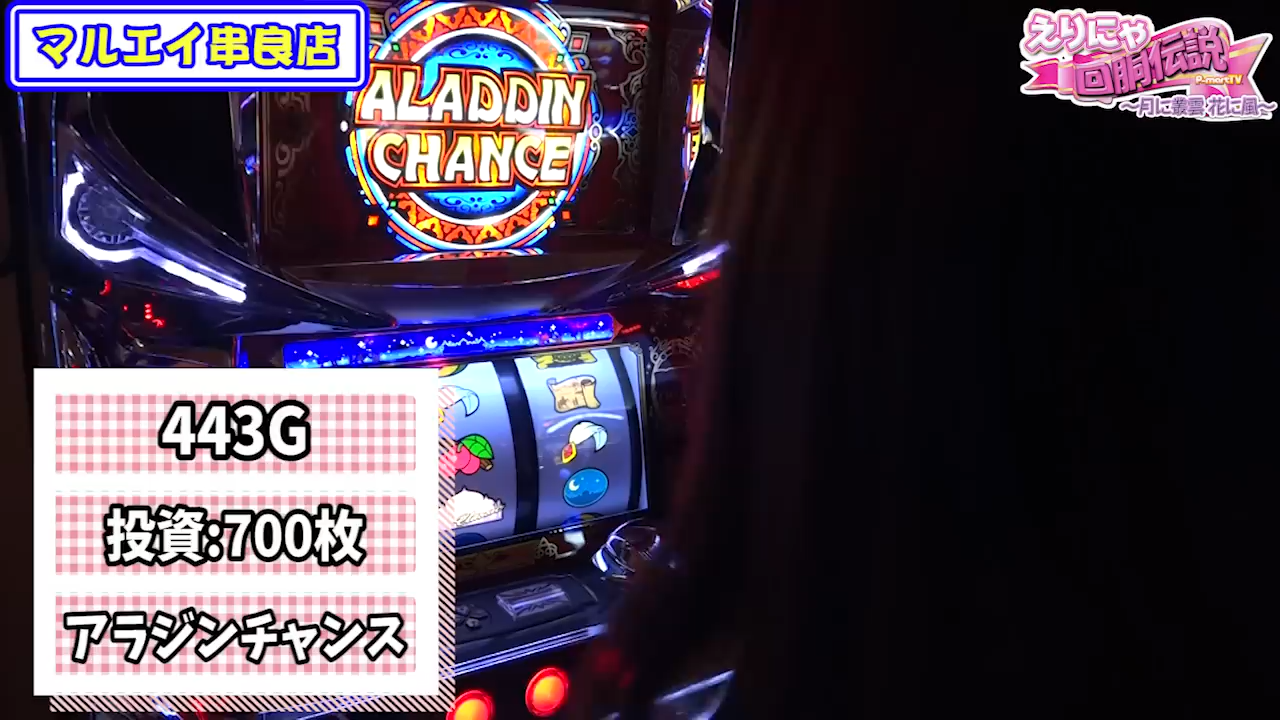 マルエイ串良店
ALADDIN
CHANCE
えりにゃ
回胴伝説
P-martTV
～月に叢雲 花に風～
443G
投資:700枚
アラジンチャンス